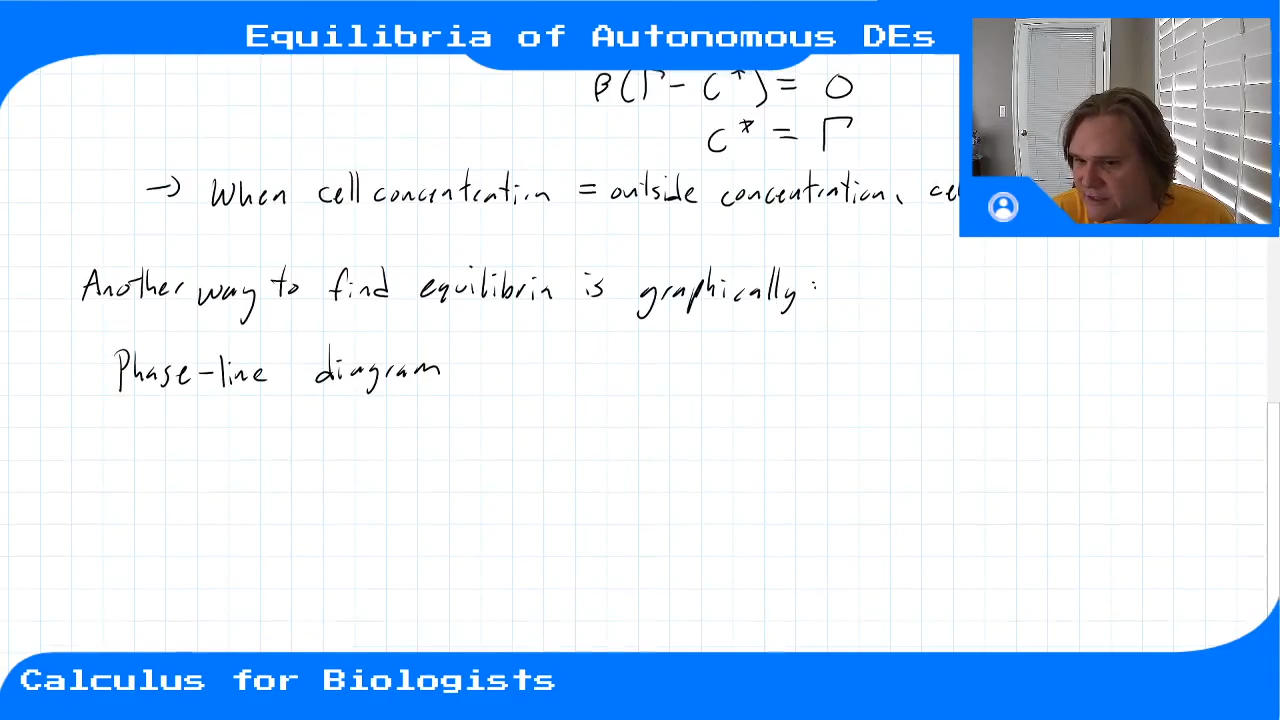 Equilibria of Autonomous DEs
β(Γ - C*) = 0
C* = Γ
→ When cell concentration = outside concentration, ce
Another way to find equilibria is graphically:
Phase-line diagram
Calculus for Biologists